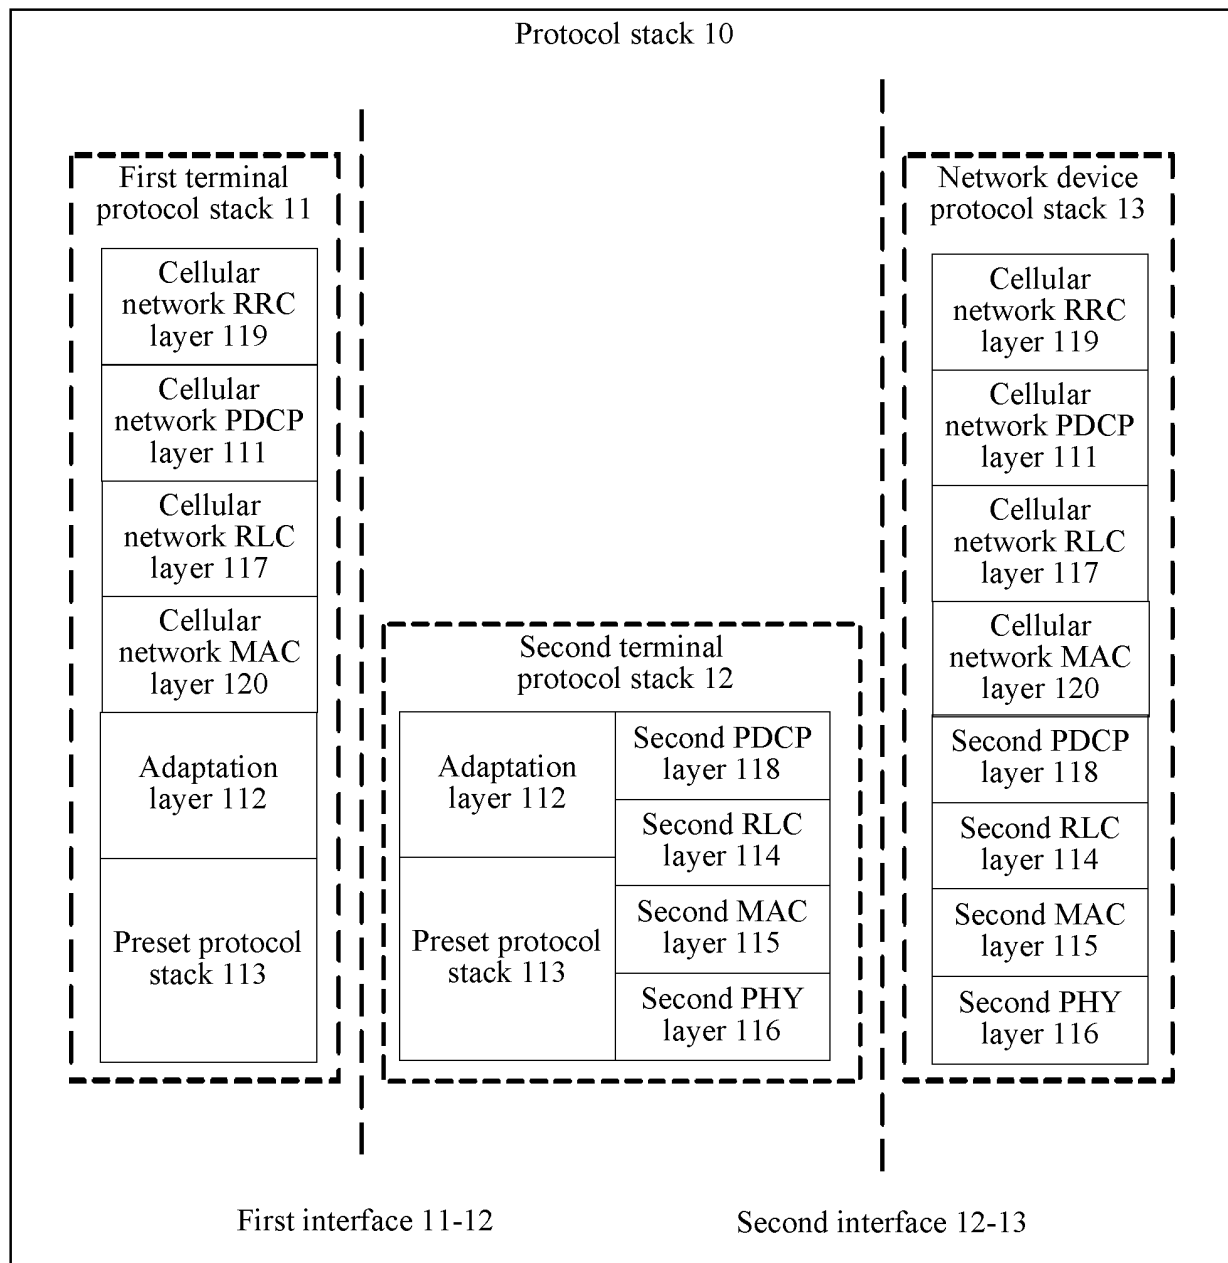 Protocol stack 10
First terminal
protocol stack 11
Cellular
network RRC
layer 119
Cellular
network PDCP
layer 111
Cellular
network RLC
layer 117
Cellular
network MAC
layer 120
Adaptation
layer 112
Preset protocol
stack 113
Second terminal
protocol stack 12
Adaptation
layer 112
Preset protocol
stack 113
Second PDCP
layer 118
Second RLC
layer 114
Second MAC
layer 115
Second PHY
layer 116
Network device
protocol stack 13
Cellular
network RRC
layer 119
Cellular
network PDCP
layer 111
Cellular
network RLC
layer 117
Cellular
network MAC
layer 120
Second PDCP
layer 118
Second RLC
layer 114
Second MAC
layer 115
Second PHY
layer 116
First interface 11-12
Second interface 12-13